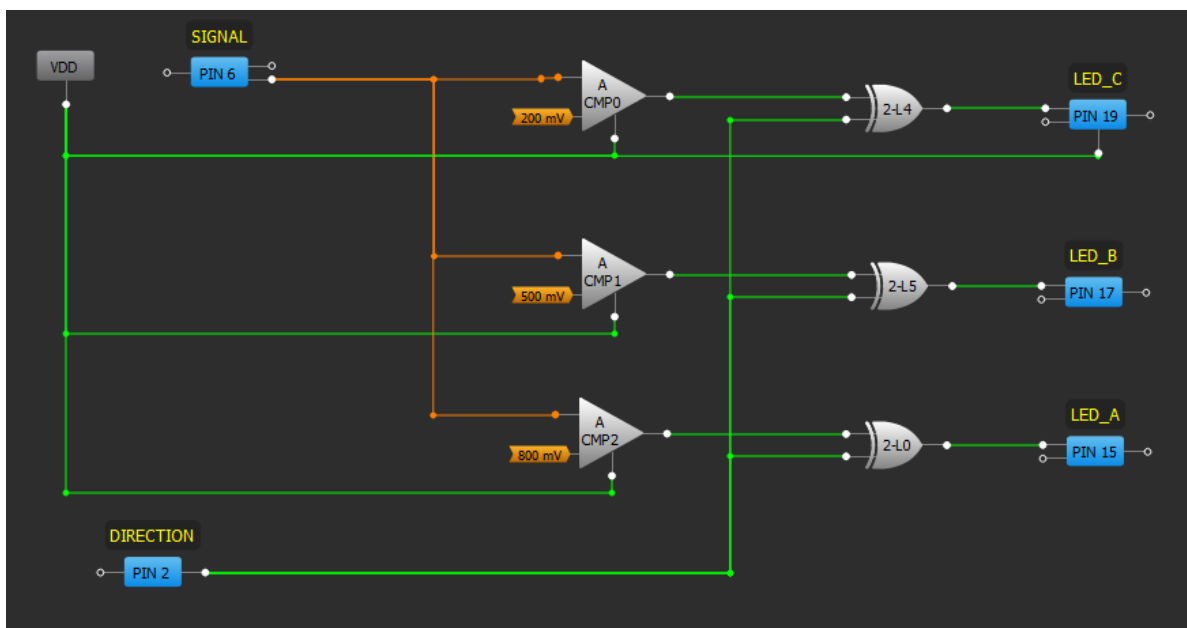 SIGNAL
VDD
PIN 6
A
CMP0
200 mV
2-L4
LED_C
PIN 19
A
CMP1
500 mV
2-L5
LED_B
PIN 17
A
CMP2
800 mV
2-L0
LED_A
PIN 15
DIRECTION
PIN 2